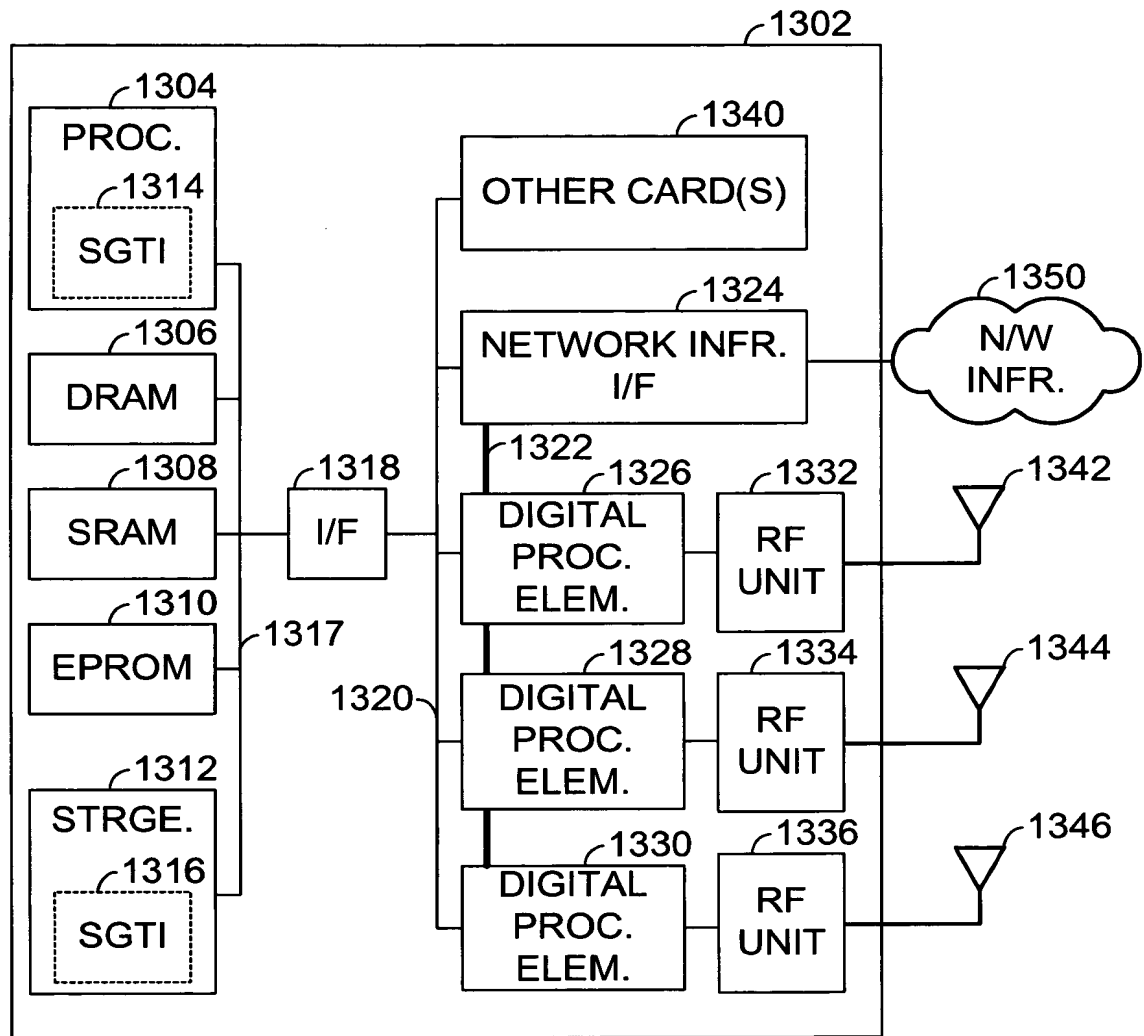 1302
1304
PROC.
1314
SGTI
1306
DRAM
1308
SRAM
1310
EPROM
1317
1312
STRGE.
1316
SGTI
1318
I/F
1320
1340
OTHER CARD(S)
1324
NETWORK INFR.
I/F
1350
N/W
INFR.
1322
1326
DIGITAL
PROC.
ELEM.
1332
RF
UNIT
1342
1328
DIGITAL
PROC.
ELEM.
1334
RF
UNIT
1344
1330
DIGITAL
PROC.
ELEM.
1336
RF
UNIT
1346